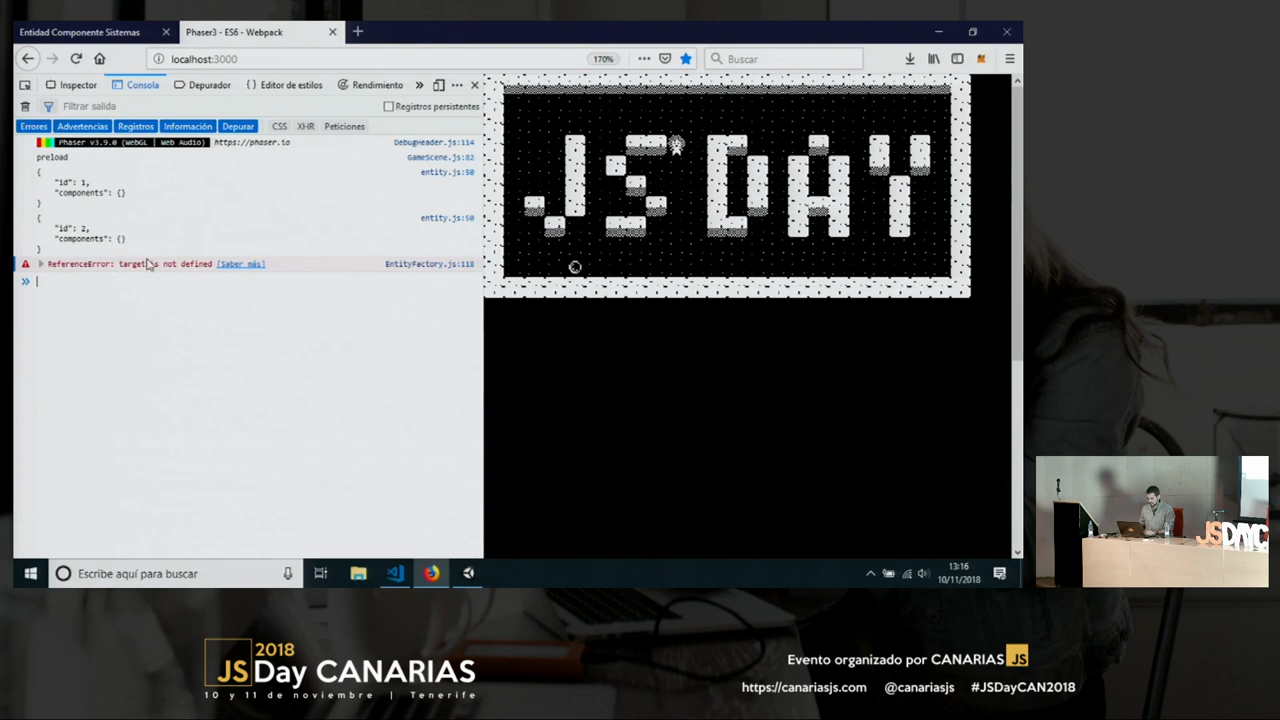 Entidad Componente Sistemas
Phaser3 - ES6 - Webpack
localhost:3000
170%
Buscar
Inspector
Consola
Depurador
{} Editor de estilos
Rendimiento
Filtrar salida
Registros persistentes
Errores
Advertencias
Registros
Información
Depurar
CSS
XHR
Peticiones
Phaser v3.9.0 (WebGL | Web Audio) https://phaser.io
DebugHeader.js:114
preload
GameScene.js:82
{
entity.js:50
"id": 1,
"components": {}
}
{
entity.js:50
"id": 2,
"components": {}
}
ReferenceError: target is not defined [Saber más]
EntityFactory.js:118
JS DAY
Escribe aquí para buscar
13:16
10/11/2018
JSDAYC
2018
JSDay CANARIAS
10 y 11 de noviembre | Tenerife
Evento organizado por CANARIAS JS
https://canariasjs.com @canariasjs #JSDayCAN2018